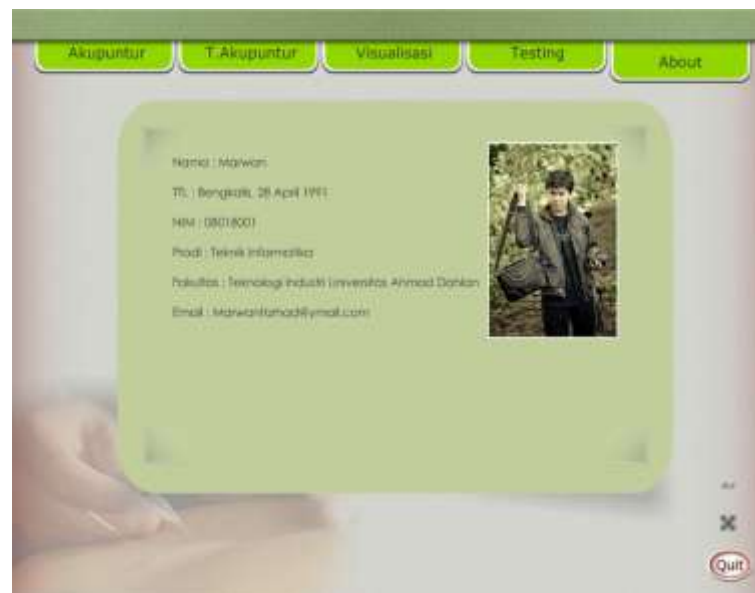 Akupuntur
T.Akupuntur
Visualisasi
Testing
About
Nama : Marwan
TTL : Bengkalis, 28 April 1991
NIM : 08018001
Prodi : Teknik Informatika
Fakultas : Teknologi Industri Universitas Ahmad Dahlan
Email :
Quit